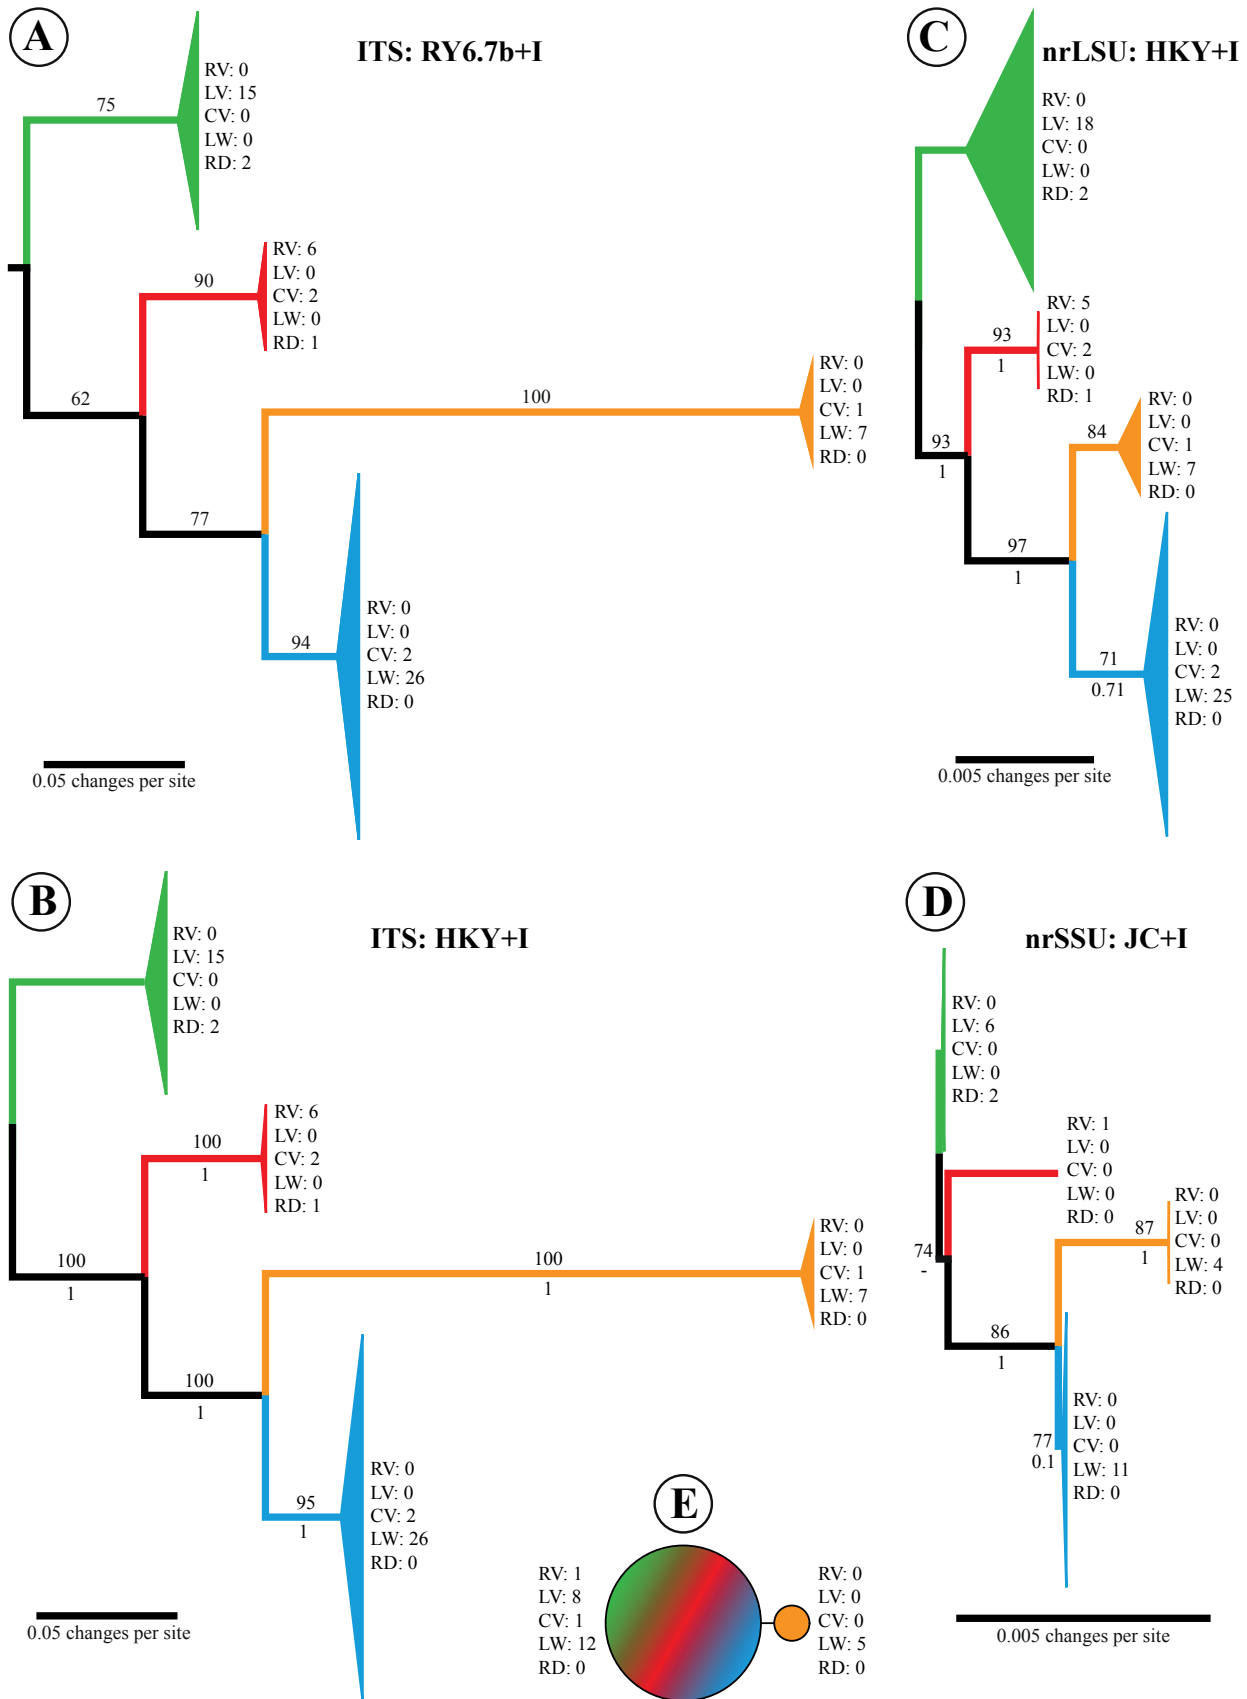 A
ITS: RY6.7b+I
75
RV: 0
LV: 15
CV: 0
LW: 0
RD: 2
90
RV: 6
LV: 0
CV: 2
LW: 0
RD: 1
62
100
RV: 0
LV: 0
CV: 1
LW: 7
RD: 0
77
94
RV: 0
LV: 0
CV: 2
LW: 26
RD: 0
0.05 changes per site
C
nrLSU: HKY+I
RV: 0
LV: 18
CV: 0
LW: 0
RD: 2
93
1
RV: 5
LV: 0
CV: 2
LW: 0
RD: 1
93
1
84
RV: 0
LV: 0
CV: 1
LW: 7
RD: 0
97
1
71
0.71
RV: 0
LV: 0
CV: 2
LW: 25
RD: 0
0.005 changes per site
B
ITS: HKY+I
RV: 0
LV: 15
CV: 0
LW: 0
RD: 2
100
1
RV: 6
LV: 0
CV: 2
LW: 0
RD: 1
100
1
100
1
RV: 0
LV: 0
CV: 1
LW: 7
RD: 0
100
1
95
1
RV: 0
LV: 0
CV: 2
LW: 26
RD: 0
0.05 changes per site
D
nrSSU: JC+I
RV: 0
LV: 6
CV: 0
LW: 0
RD: 2
RV: 1
LV: 0
CV: 0
LW: 0
RD: 0
74
-
87
1
RV: 0
LV: 0
CV: 0
LW: 4
RD: 0
86
1
77
0.1
RV: 0
LV: 0
CV: 0
LW: 11
RD: 0
0.005 changes per site
E
RV: 1
LV: 8
CV: 1
LW: 12
RD: 0
RV: 0
LV: 0
CV: 0
LW: 5
RD: 0